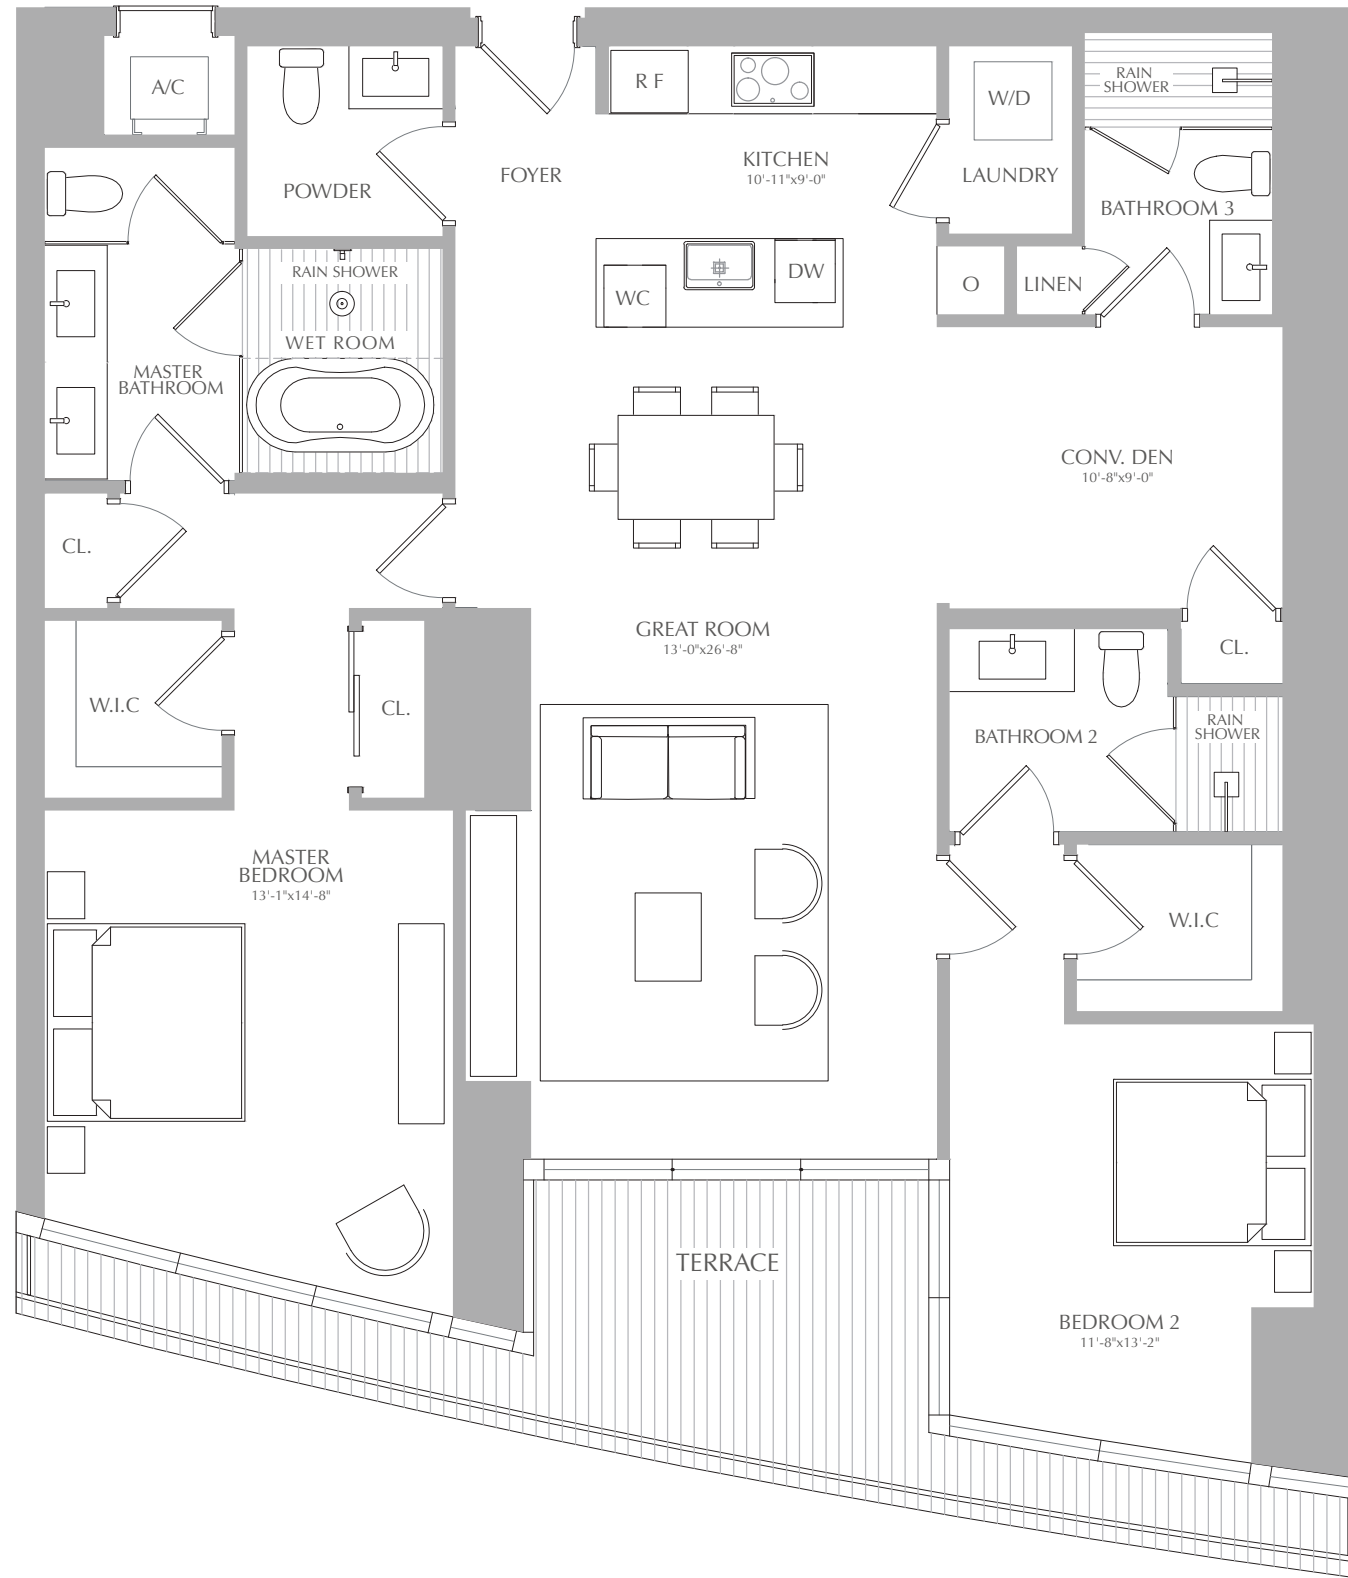 A/C
R F
W/D
RAIN
SHOWER
POWDER
FOYER
KITCHEN
10'-11"x9'-0"
LAUNDRY
BATHROOM 3
RAIN SHOWER
WC
DW
O
LINEN
WET ROOM
MASTER
BATHROOM
CONV. DEN
10'-8"x9'-0"
CL.
GREAT ROOM
13'-0"x26'-8"
CL.
W.I.C
CL.
BATHROOM 2
RAIN
SHOWER
MASTER
BEDROOM
13'-1"x14'-8"
W.I.C
TERRACE
BEDROOM 2
11'-8"x13'-2"